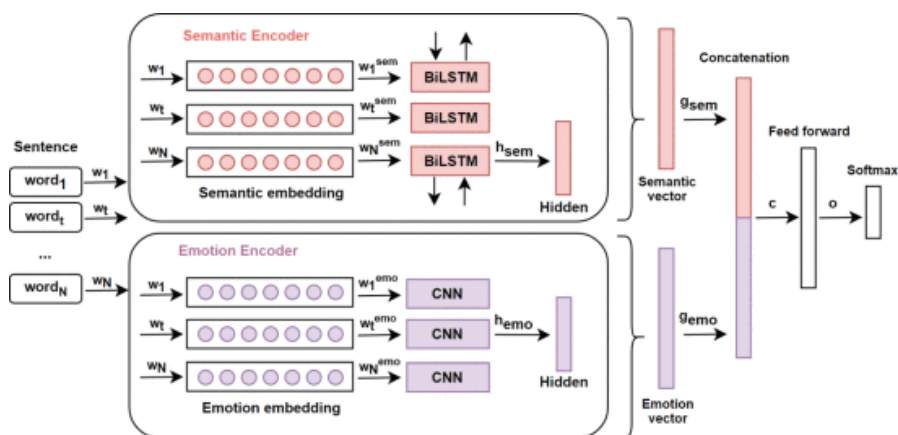 Sentence
word1
w1
wordt
wt
...
wordN
wN
Semantic Encoder
w1
w1sem
BiLSTM
wt
wtsem
BiLSTM
wN
wNsem
BiLSTM
hsem
Semantic embedding
Hidden
Emotion Encoder
w1
w1emo
CNN
wt
wtemo
CNN
hemo
wN
wNemo
CNN
Emotion embedding
Hidden
gsem
Semantic
vector
gemo
Emotion
vector
Concatenation
c
Feed forward
o
Softmax